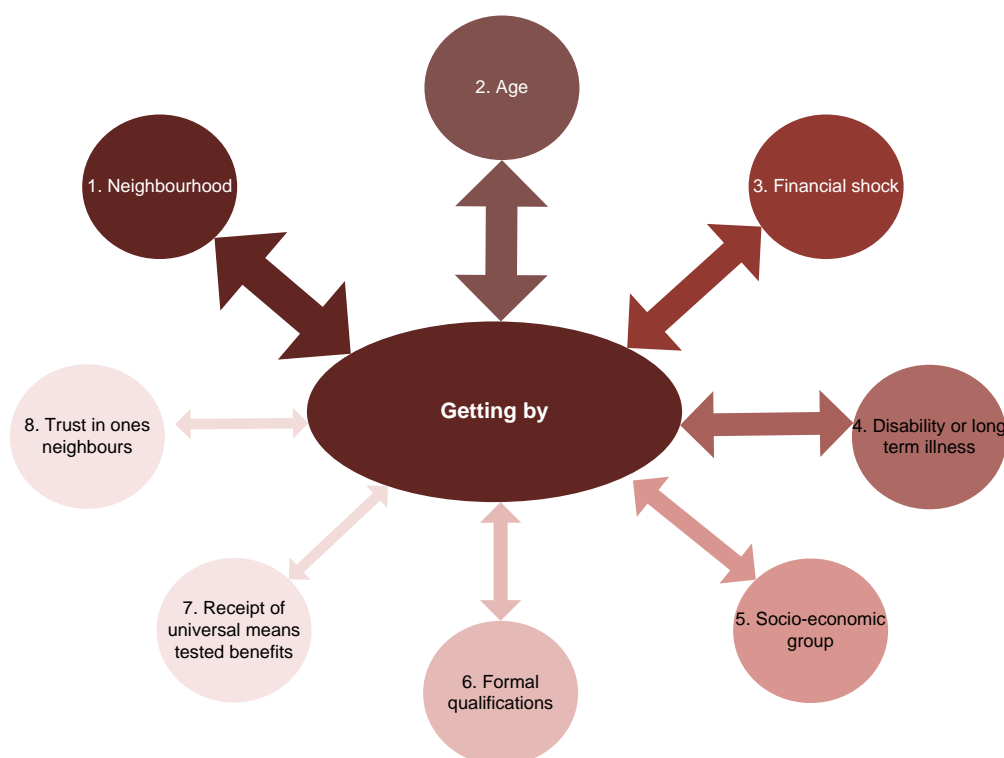 2. Age
1. Neighbourhood
3. Financial shock
Getting by
8. Trust in ones
neighbours
4. Disability or long
term illness
7. Receipt of
universal means
tested benefits
5. Socio-economic
group
6. Formal
qualifications